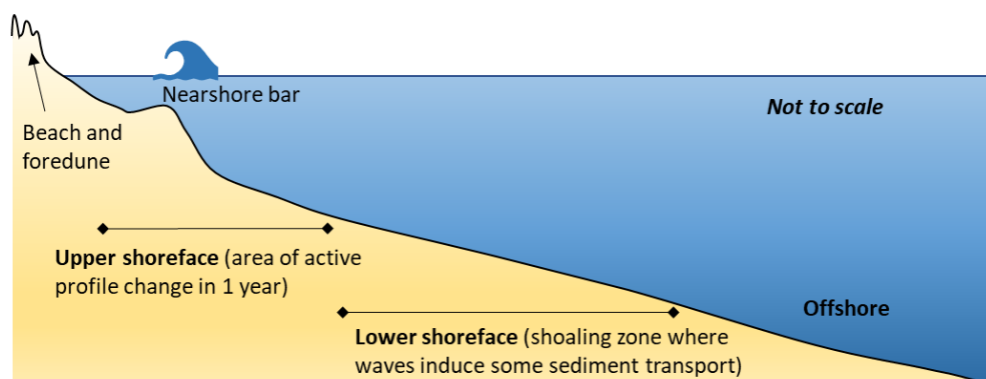 Nearshore bar
Not to scale
Beach and
foredune
Upper shoreface (area of active
profile change in 1 year)
Offshore
Lower shoreface (shoaling zone where
waves induce some sediment transport)